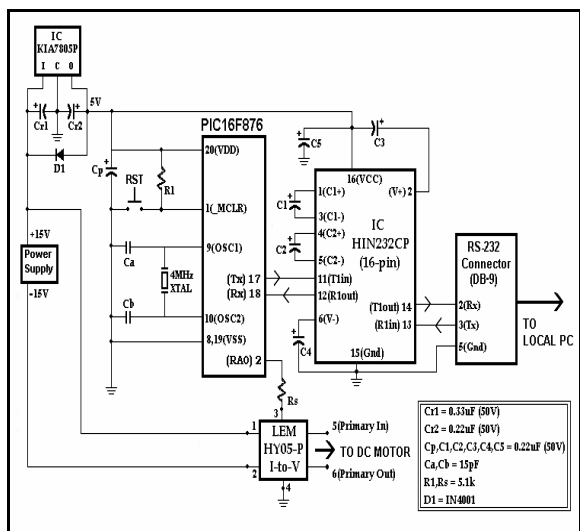 IC
KIA7805P
I C O
5V
Cr1
Cr2
D1
PIC16F876
20(VDD)
Cp
R1
RST
1(_MCLR)
9(OSC1)
Ca
4MHz
XTAL
Cb
10(OSC2)
8,19(VSS)
(RA0) 2
(Tx) 17
(Rx) 18
+15V
Power
Supply
-15V
C5
C3
16(VCC)
(V+) 2
1(C1+)
C1
3(C1-)
4(C2+)
C2
5(C2-)
IC
HIN232CP
(16-pin)
11(T1in)
12(R1out)
6(V-)
C4
(T1out) 14
(R1in) 13
15(Gnd)
RS-232
Connector
(DB-9)
2(Rx)
3(Tx)
5(Gnd)
TO
LOCAL PC
Rs
3
1
LEM
HY05-P
I-to-V
2
4
5(Primary In)
TO DC MOTOR
6(Primary Out)
Cr1 = 0.33uF (50V)
Cr2 = 0.22uF (50V)
Cp,C1,C2,C3,C4,C5 = 0.22uF (50V)
Ca,Cb = 15pF
R1,Rs = 5.1k
D1 = IN4001